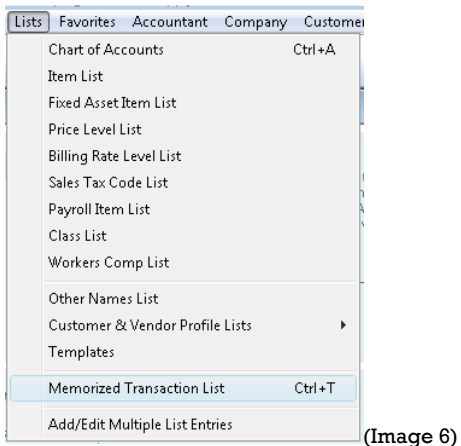 Lists Favorites Accountant Company Custome
Chart of Accounts Ctrl+A
Item List
Fixed Asset Item List
Price Level List
Billing Rate Level List
Sales Tax Code List
Payroll Item List
Class List
Workers Comp List
Other Names List
Customer & Vendor Profile Lists
Templates
Memorized Transaction List Ctrl+T
Add/Edit Multiple List Entries
(Image 6)